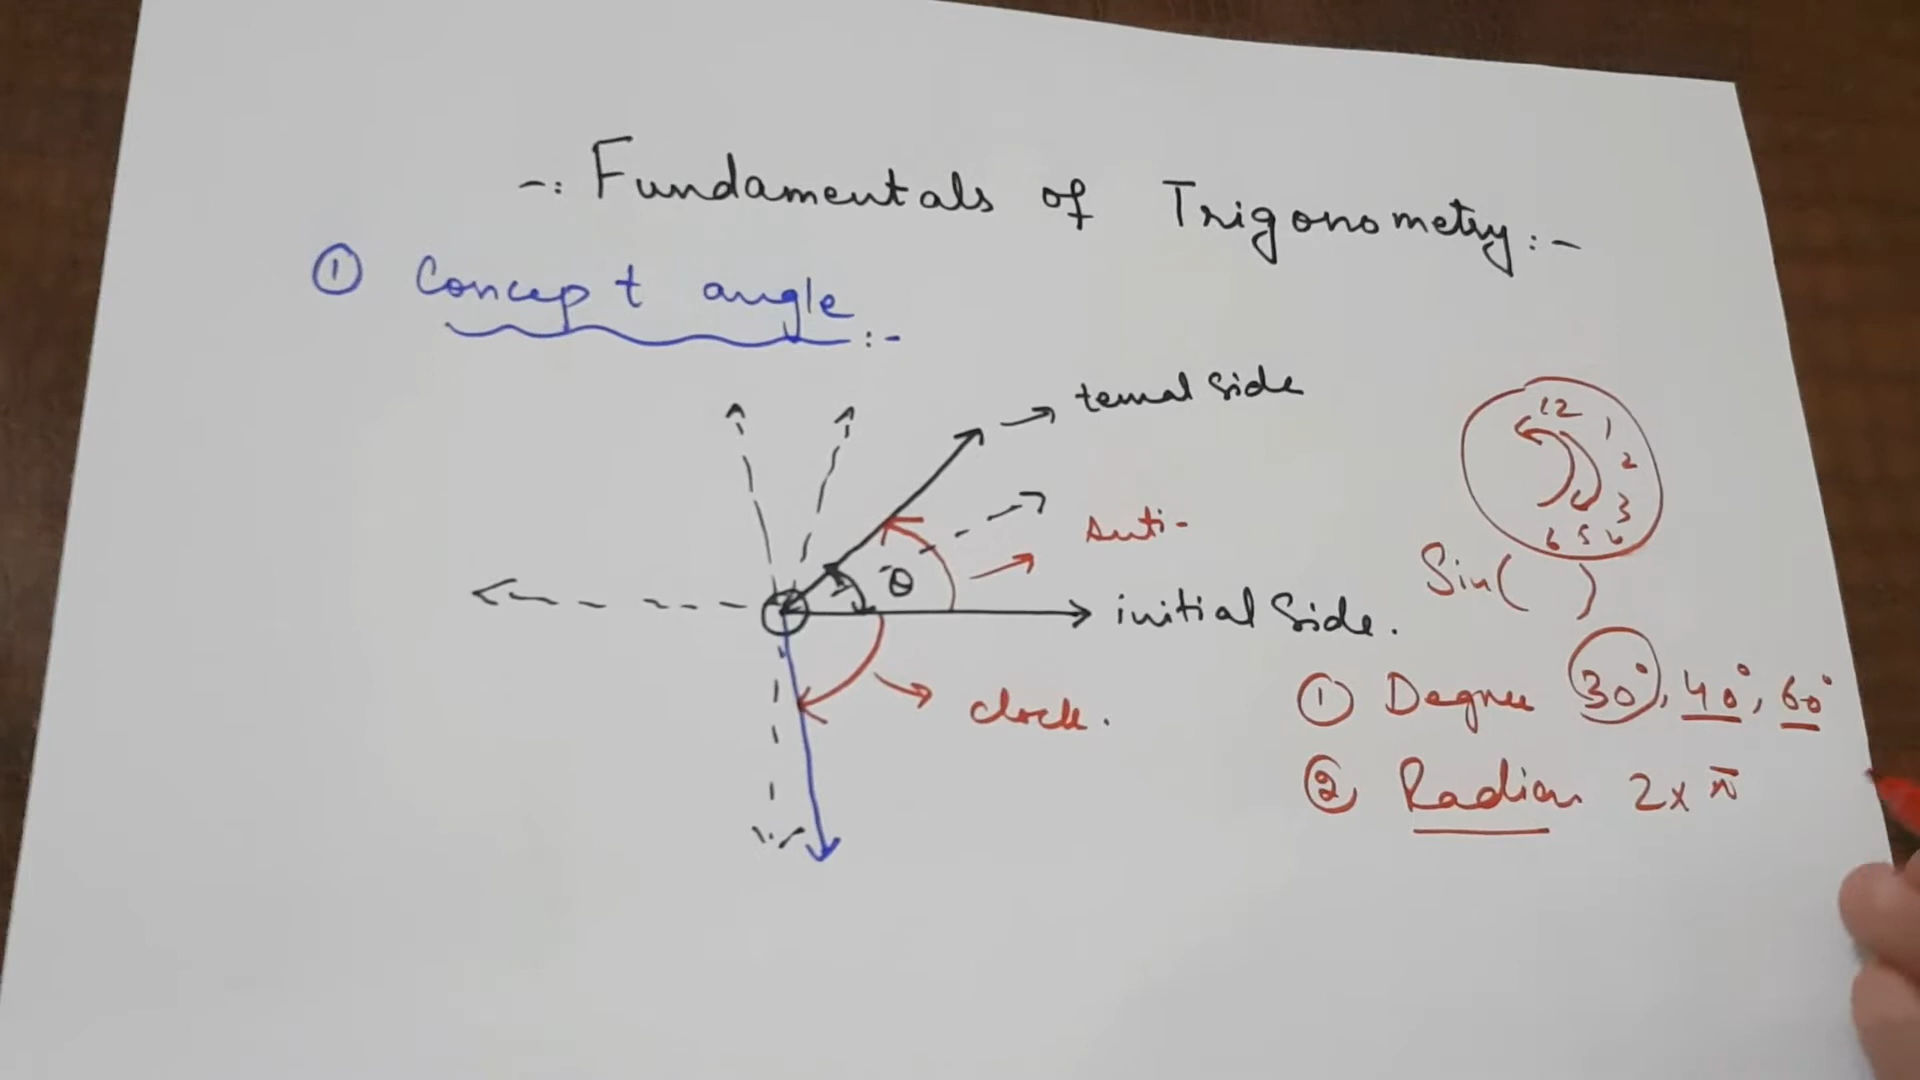 -: Fundamentals of Trigonometry :-
① Concept angle :-
temal side
Anti-
θ
initial side.
clock.
12
1
2
3
6 5 4
Sin( )
① Degree 30°, 40°, 60°
② Radian 2 x π